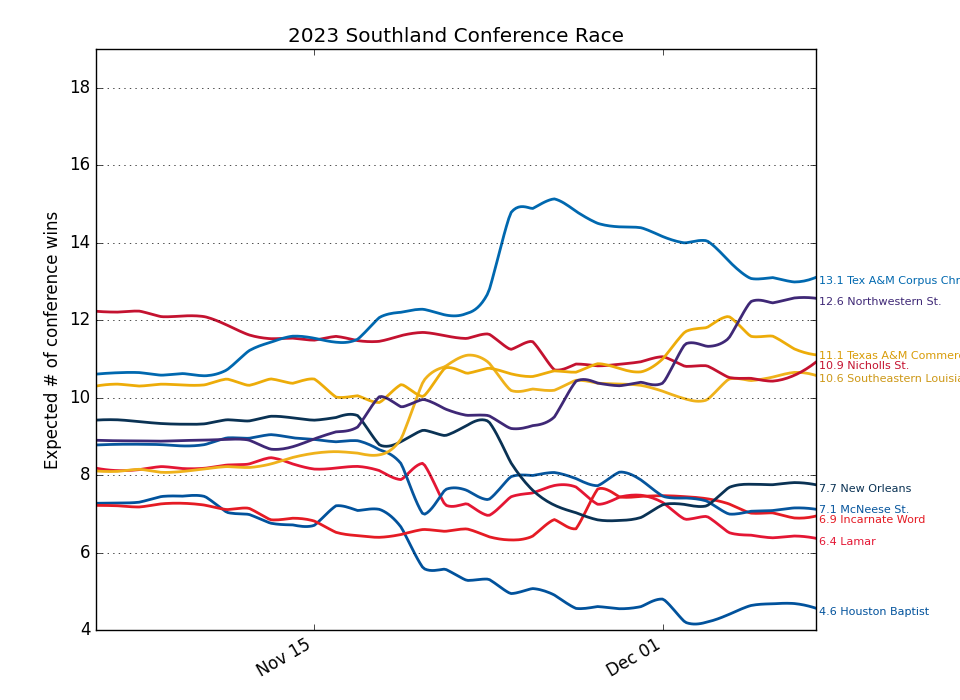 2023 Southland Conference Race
Expected # of conference wins
18
16
14
12
10
8
6
4
Nov 15
Dec 01
13.1 Tex A&M Corpus Chr
12.6 Northwestern St.
11.1 Texas A&M Commerc
10.9 Nicholls St.
10.6 Southeastern Louisia
7.7 New Orleans
7.1 McNeese St.
6.9 Incarnate Word
6.4 Lamar
4.6 Houston Baptist